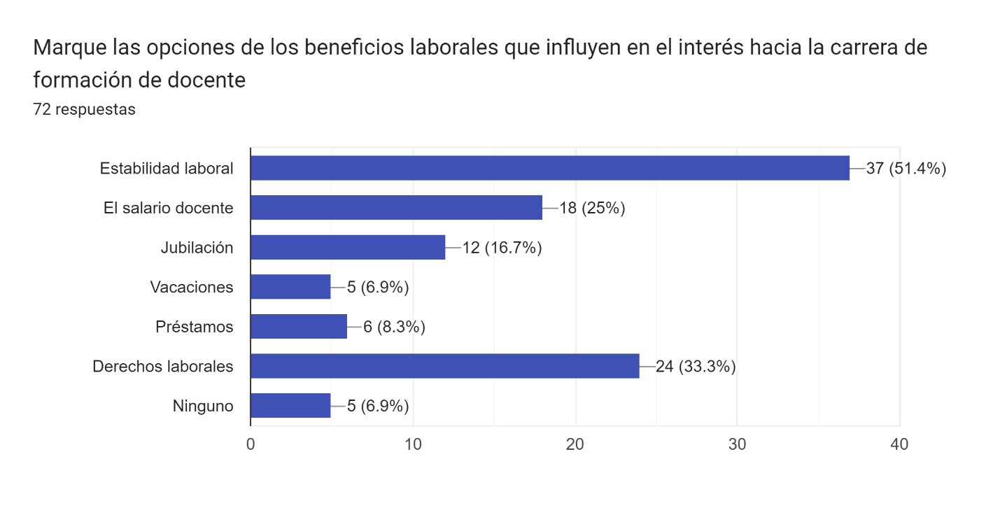 Marque las opciones de los beneficios laborales que influyen en el interés hacia la carrera de
formación de docente
72 respuestas
Estabilidad laboral 37 (51.4%)
El salario docente 18 (25%)
Jubilación 12 (16.7%)
Vacaciones 5 (6.9%)
Préstamos 6 (8.3%)
Derechos laborales 24 (33.3%)
Ninguno 5 (6.9%)
0 10 20 30 40